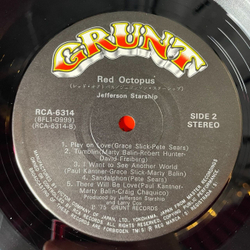 GRUNT
Red Octopus
(レッド・オクトパス/ジェファーソン・スターシップ)
Jefferson Starship
RCA-6314
(BFL1-0999)
(RCA-6314-B)
SIDE 2
STEREO
1. Play on Love(Grace Slick-Pete Sears)
2. Tumblin'(Marty Balin-Robert Hunter-
David Freiberg)
3. I Want to See Another World
(Paul Kantner-Grace Slick-Marty
Balin)
4. Sandalphon(Pete Sears)
5. There Will Be Love(Paul Kantner-
Marty Balin-Craig Chaquico)
Produced by Jefferson Starship
and Larry Cox